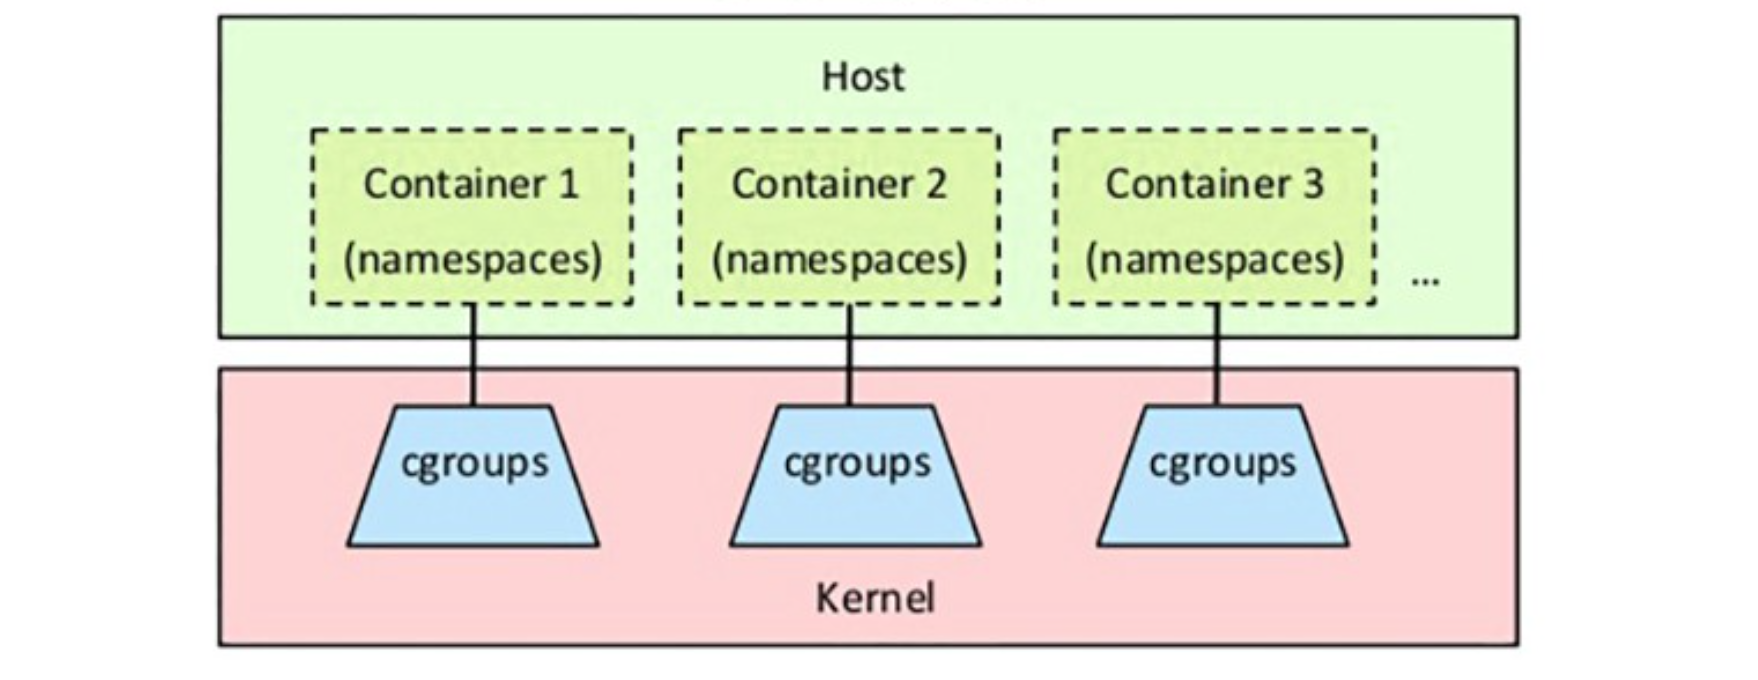 Host
Container 1
(namespaces)
Container 2
(namespaces)
Container 3
(namespaces)
...
cgroups
cgroups
cgroups
Kernel